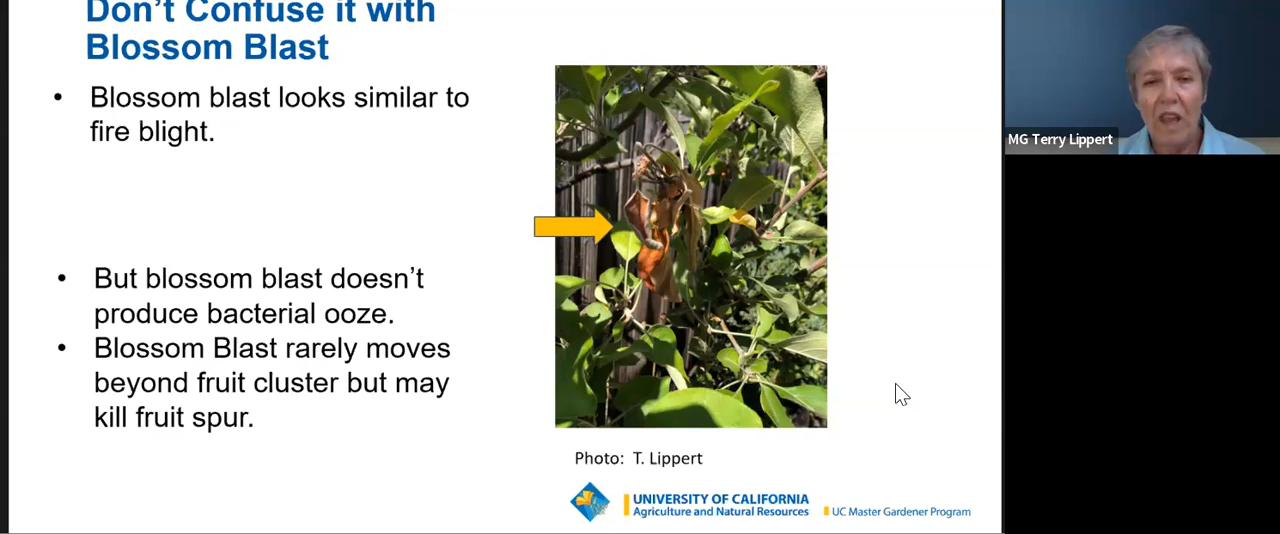 Don't Confuse it with
Blossom Blast
• Blossom blast looks similar to
fire blight.
• But blossom blast doesn't
produce bacterial ooze.
• Blossom Blast rarely moves
beyond fruit cluster but may
kill fruit spur.
Photo: T. Lippert
UNIVERSITY OF CALIFORNIA
Agriculture and Natural Resources
UC Master Gardener Program
MG Terry Lippert